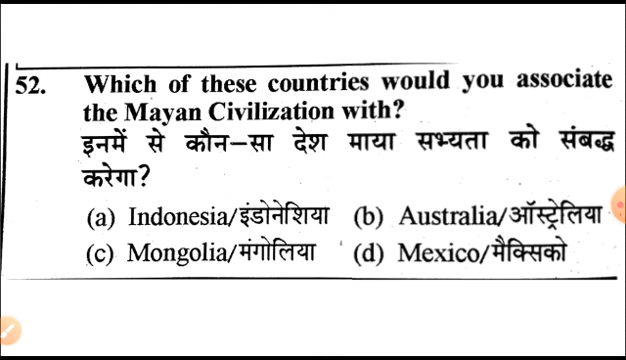 52. Which of these countries would you associate
the Mayan Civilization with?
इनमें से कौन–सा देश माया सभ्यता को संबद्ध
करेगा?
(a) Indonesia/इंडोनेशिया (b) Australia/ऑस्ट्रेलिया
(c) Mongolia/मंगोलिया (d) Mexico/मैक्सिको